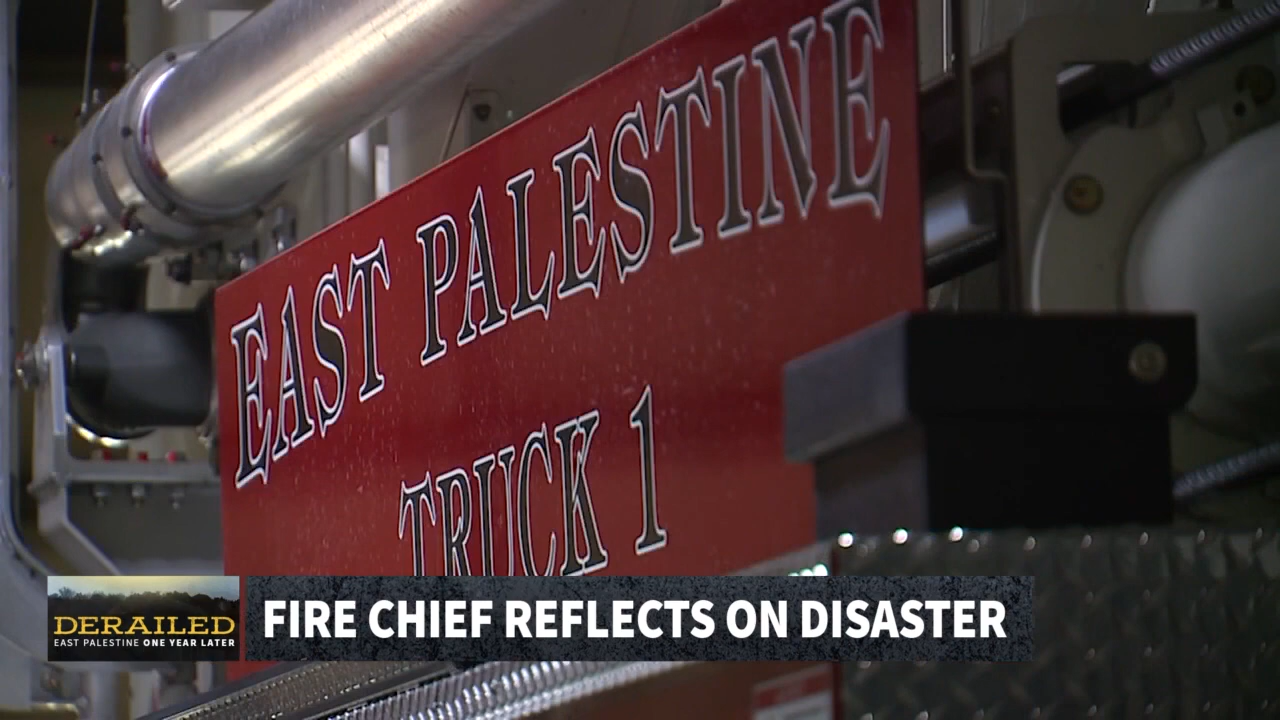 EAST PALESTINE
TRUCK 1
DERAILED
EAST PALESTINE ONE YEAR LATER
FIRE CHIEF REFLECTS ON DISASTER